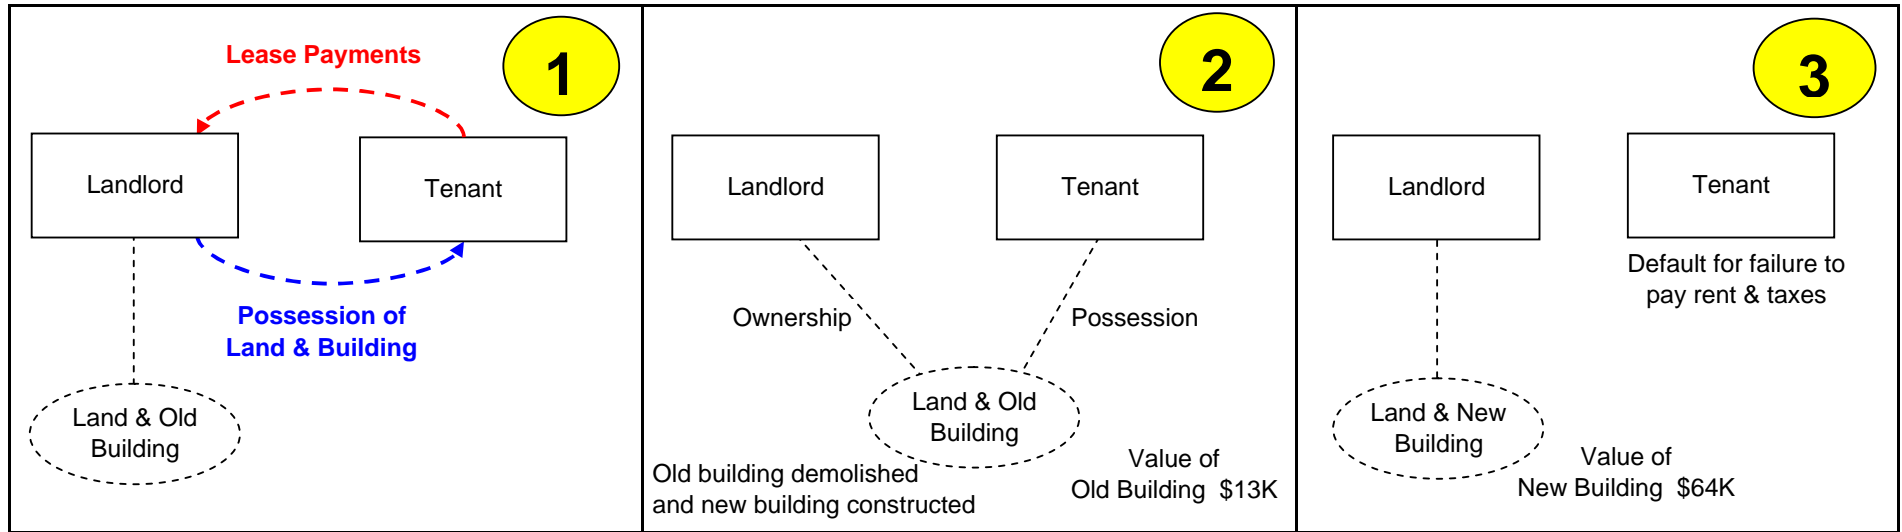 Lease Payments
1
Landlord
Tenant
Possession of
Land & Building
Land & Old
Building
2
Landlord
Tenant
Ownership
Possession
Land & Old
Building
Old building demolished
and new building constructed
Value of
Old Building $13K
3
Landlord
Tenant
Default for failure to
pay rent & taxes
Land & New
Building
Value of
New Building $64K